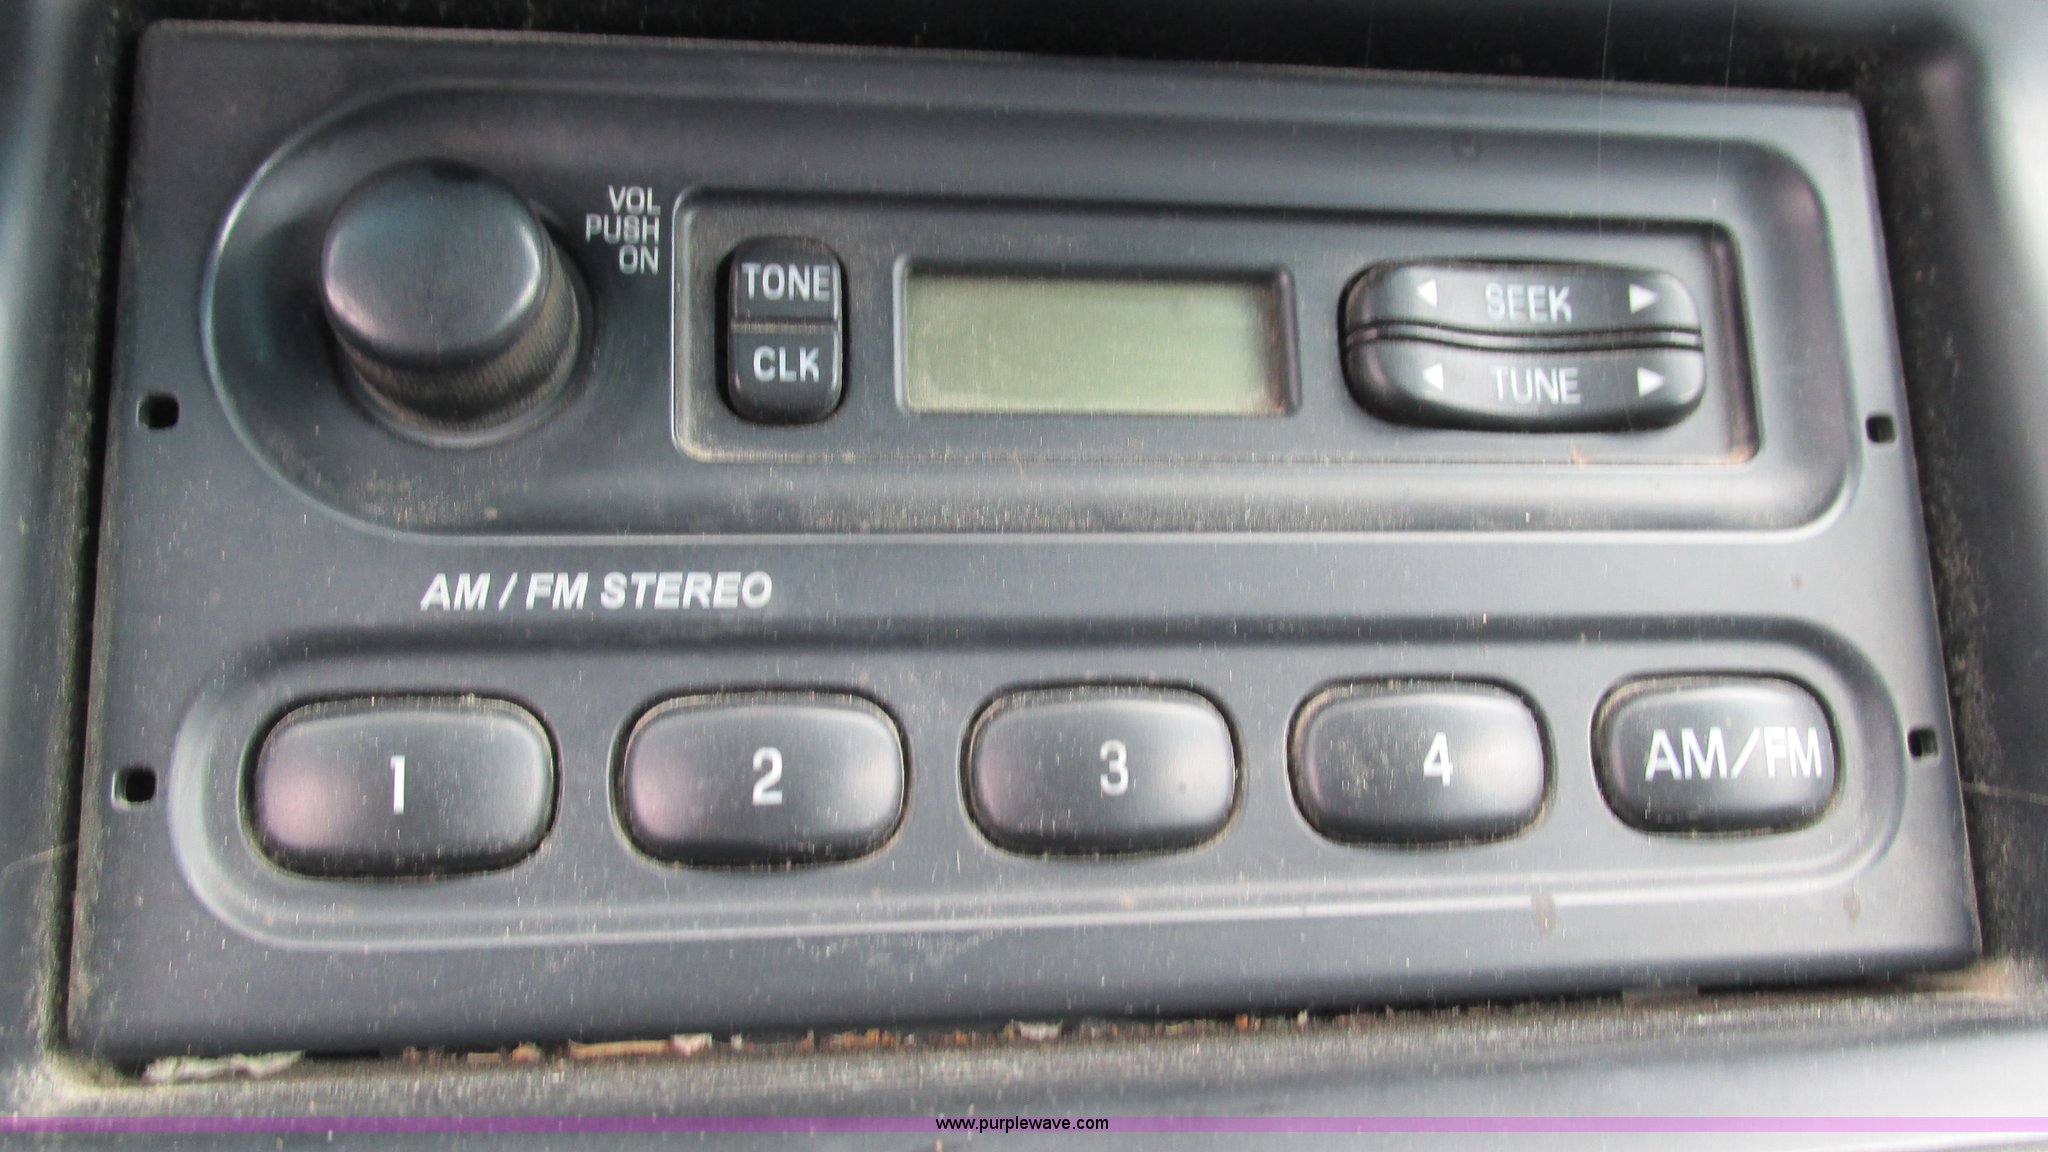 VOL
PUSH
ON
TONE
CLK
SEEK
TUNE
AM / FM STEREO
1
2
3
4
AM/FM
www.purplewave.com